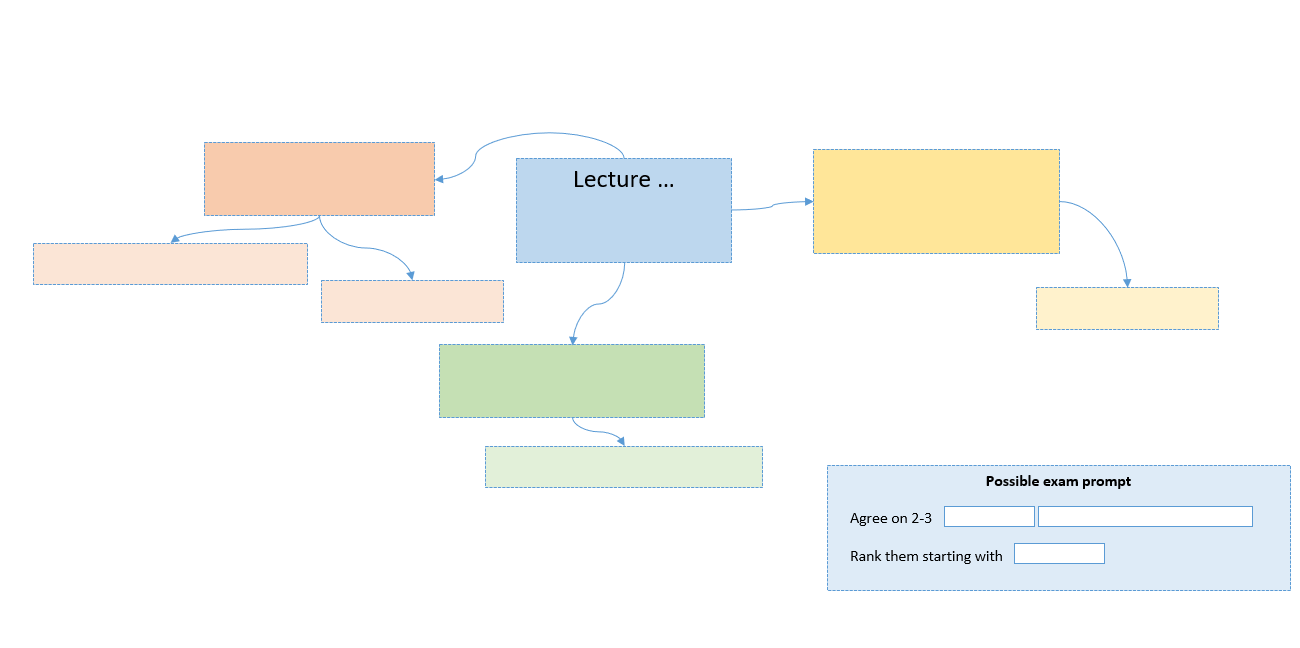 Lecture ...
Possible exam prompt
Agree on 2-3
Rank them starting with